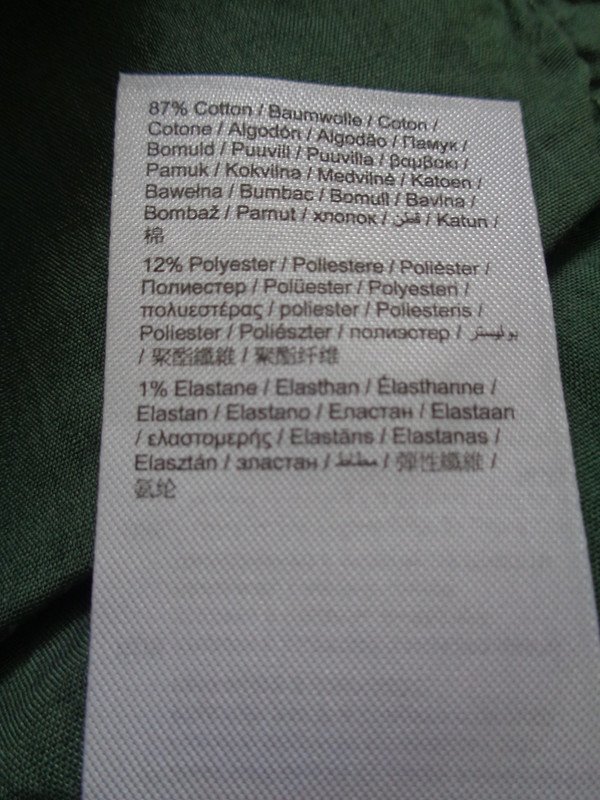 87% Cotton / Baumwolle / Coton /
Cotone / Algodón / Algodão / Памук /
Bomuld / Puuvill / Puuvilla / βαμβακι /
Pamuk / Kokvilna / Medvilnė / Katoen /
Bawełna / Bumbac / Bomull / Bavlna /
Bombaž / Pamut / хлопок / قطن / Katun /
棉
12% Polyester / Poliestere / Poliéster /
Полиестер / Polüester / Polyesteri /
πολυεστέρας / poliester / Poliesteris /
Poliester / Poliészter / полиэстер / بوليستر
/ 聚酯纖維 / 聚酯纤维
1% Elastane / Elasthan / Élasthanne /
Elastan / Elastano / Еластан / Elastaan
/ ελαστομερής / Elastāns / Elastanas /
Elasztán / эластан / مطاط / 彈性纖維 /
氨纶